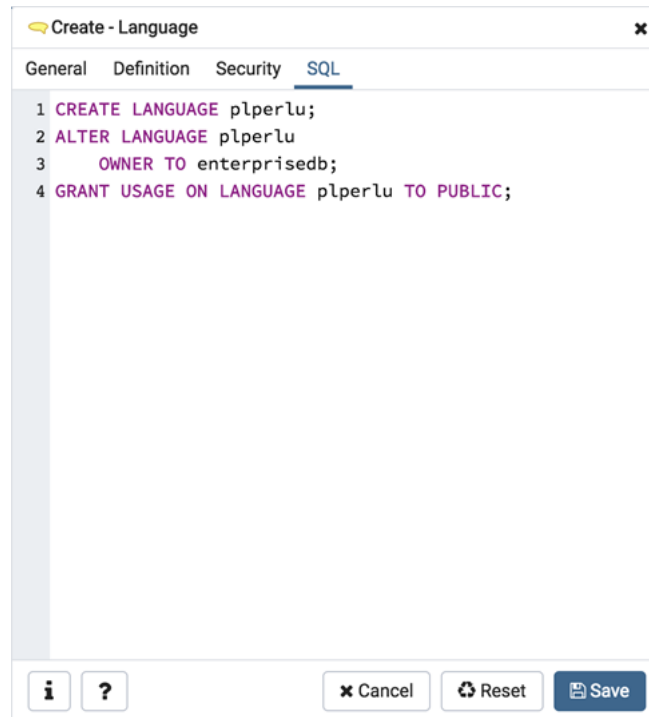 Create - Language
General Definition Security SQL
1 CREATE LANGUAGE plperlu;
2 ALTER LANGUAGE plperlu
3 OWNER TO enterprisedb;
4 GRANT USAGE ON LANGUAGE plperlu TO PUBLIC;
i ? Cancel Reset Save